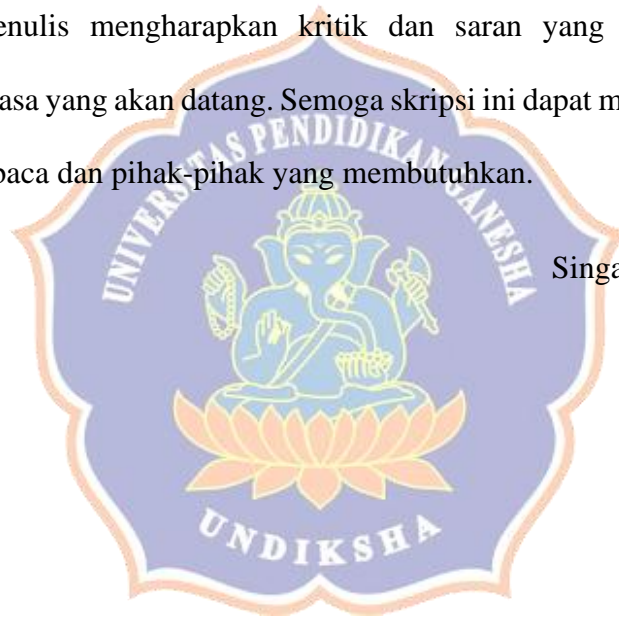 enulis mengharapkan kritik dan saran yang
asa yang akan datang. Semoga skripsi ini dapat m
paca dan pihak-pihak yang membutuhkan.
UNIVERSITAS PENDIDIKAN GANESHA
Singa
UNDIKSHA